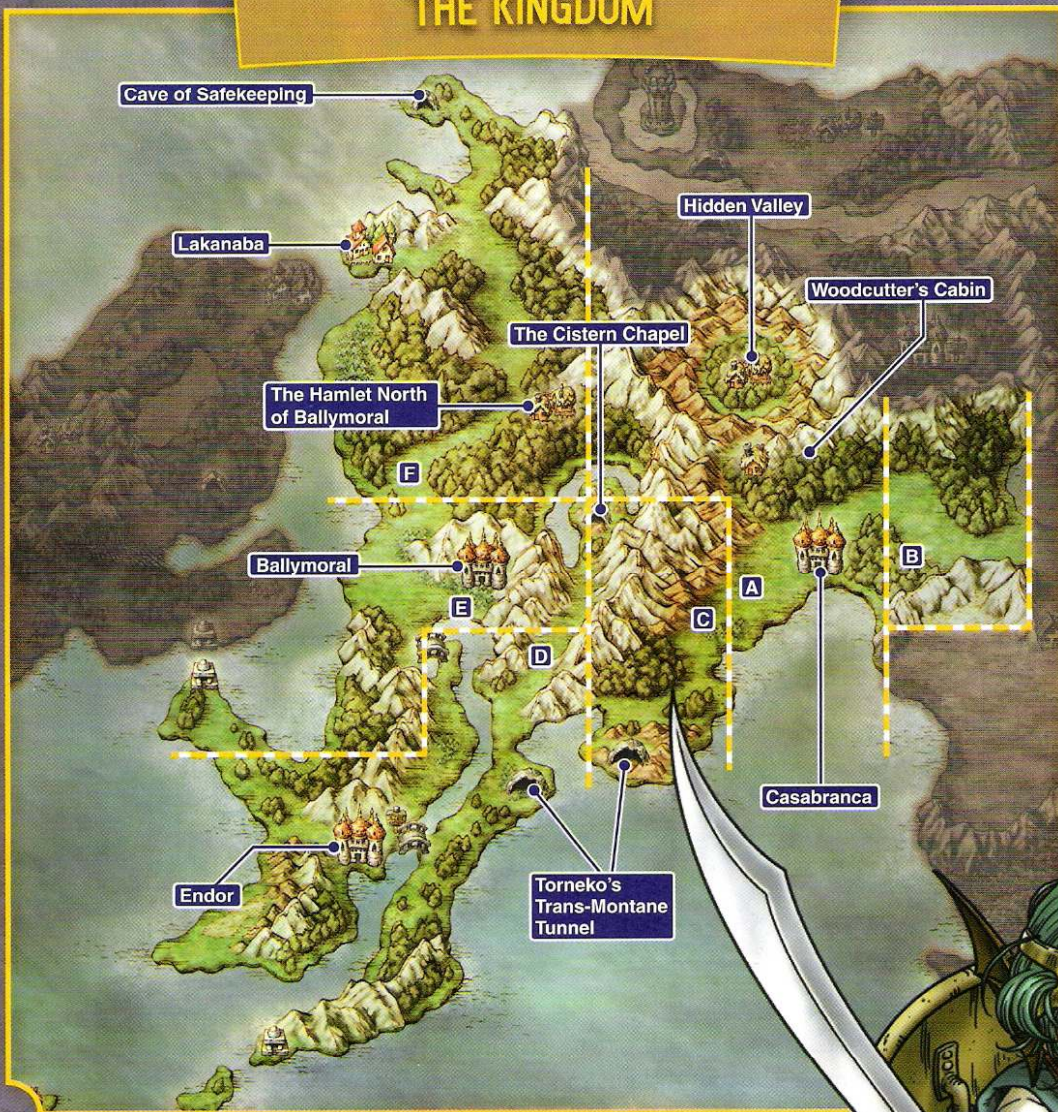 THE KINGDOM
Cave of Safekeeping
Hidden Valley
Lakanaba
Woodcutter's Cabin
The Cistern Chapel
The Hamlet North
of Ballymoral
F
Ballymoral
B
A
E
C
D
Casabranca
Endor
Torneko's
Trans-Montane
Tunnel